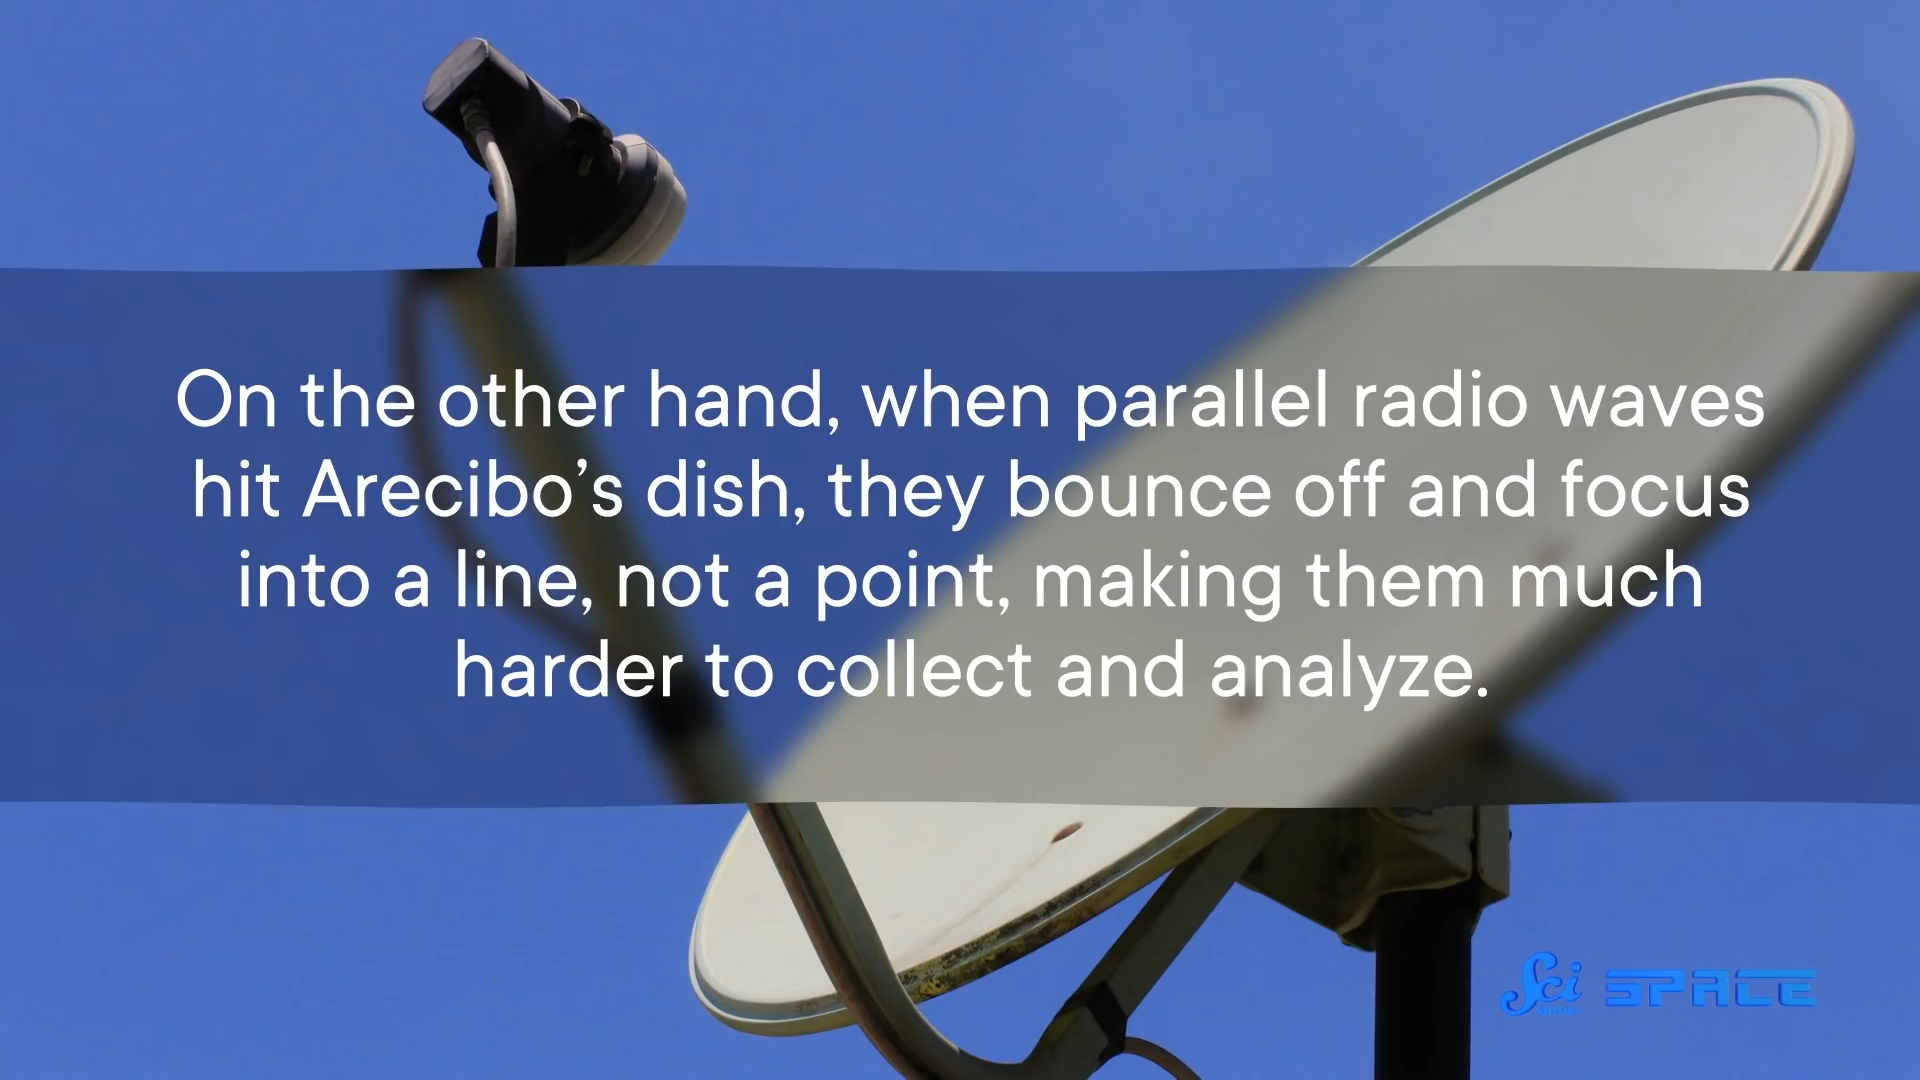 On the other hand, when parallel radio waves
hit Arecibo’s dish, they bounce off and focus
into a line, not a point, making them much
harder to collect and analyze.
Sci SPACE
show